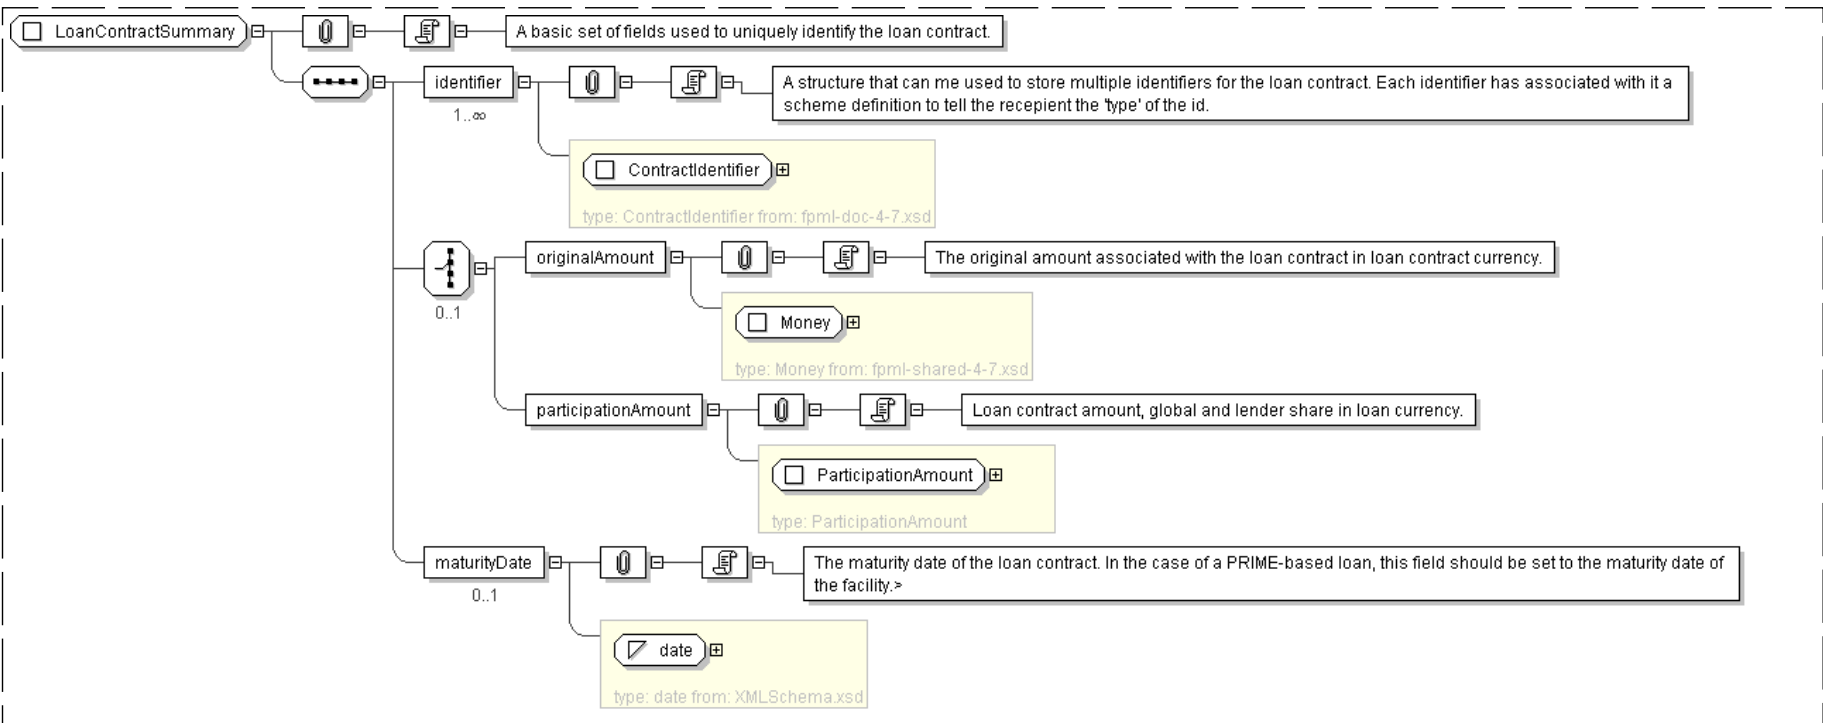 LoanContractSummary
A basic set of fields used to uniquely identify the loan contract.
identifier
1..∞
A structure that can me used to store multiple identifiers for the loan contract. Each identifier has associated with it a
scheme definition to tell the recepient the 'type' of the id.
ContractIdentifier
type: ContractIdentifier from: fpml-doc-4-7.xsd
0..1
originalAmount
The original amount associated with the loan contract in loan contract currency.
Money
type: Money from: fpml-shared-4-7.xsd
participationAmount
Loan contract amount, global and lender share in loan currency.
ParticipationAmount
type: ParticipationAmount
maturityDate
0..1
The maturity date of the loan contract. In the case of a PRIME-based loan, this field should be set to the maturity date of
the facility.>
date
type: date from: XMLSchema.xsd